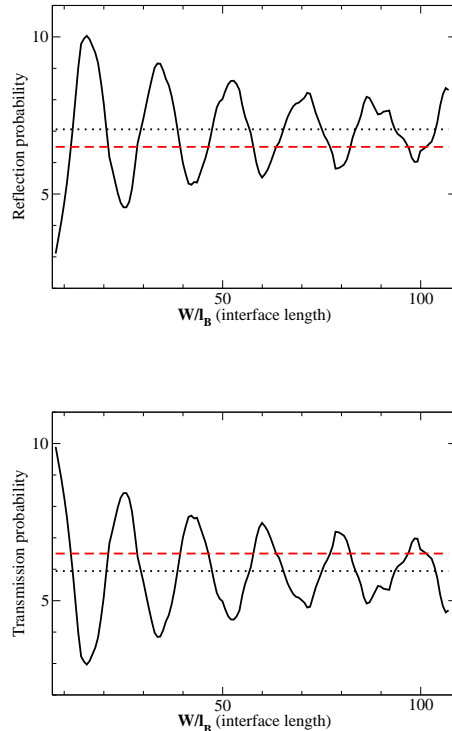 10
5
Reflection probability
50
100
W/l_B (interface length)
10
5
Transmission probability
50
100
W/l_B (interface length)